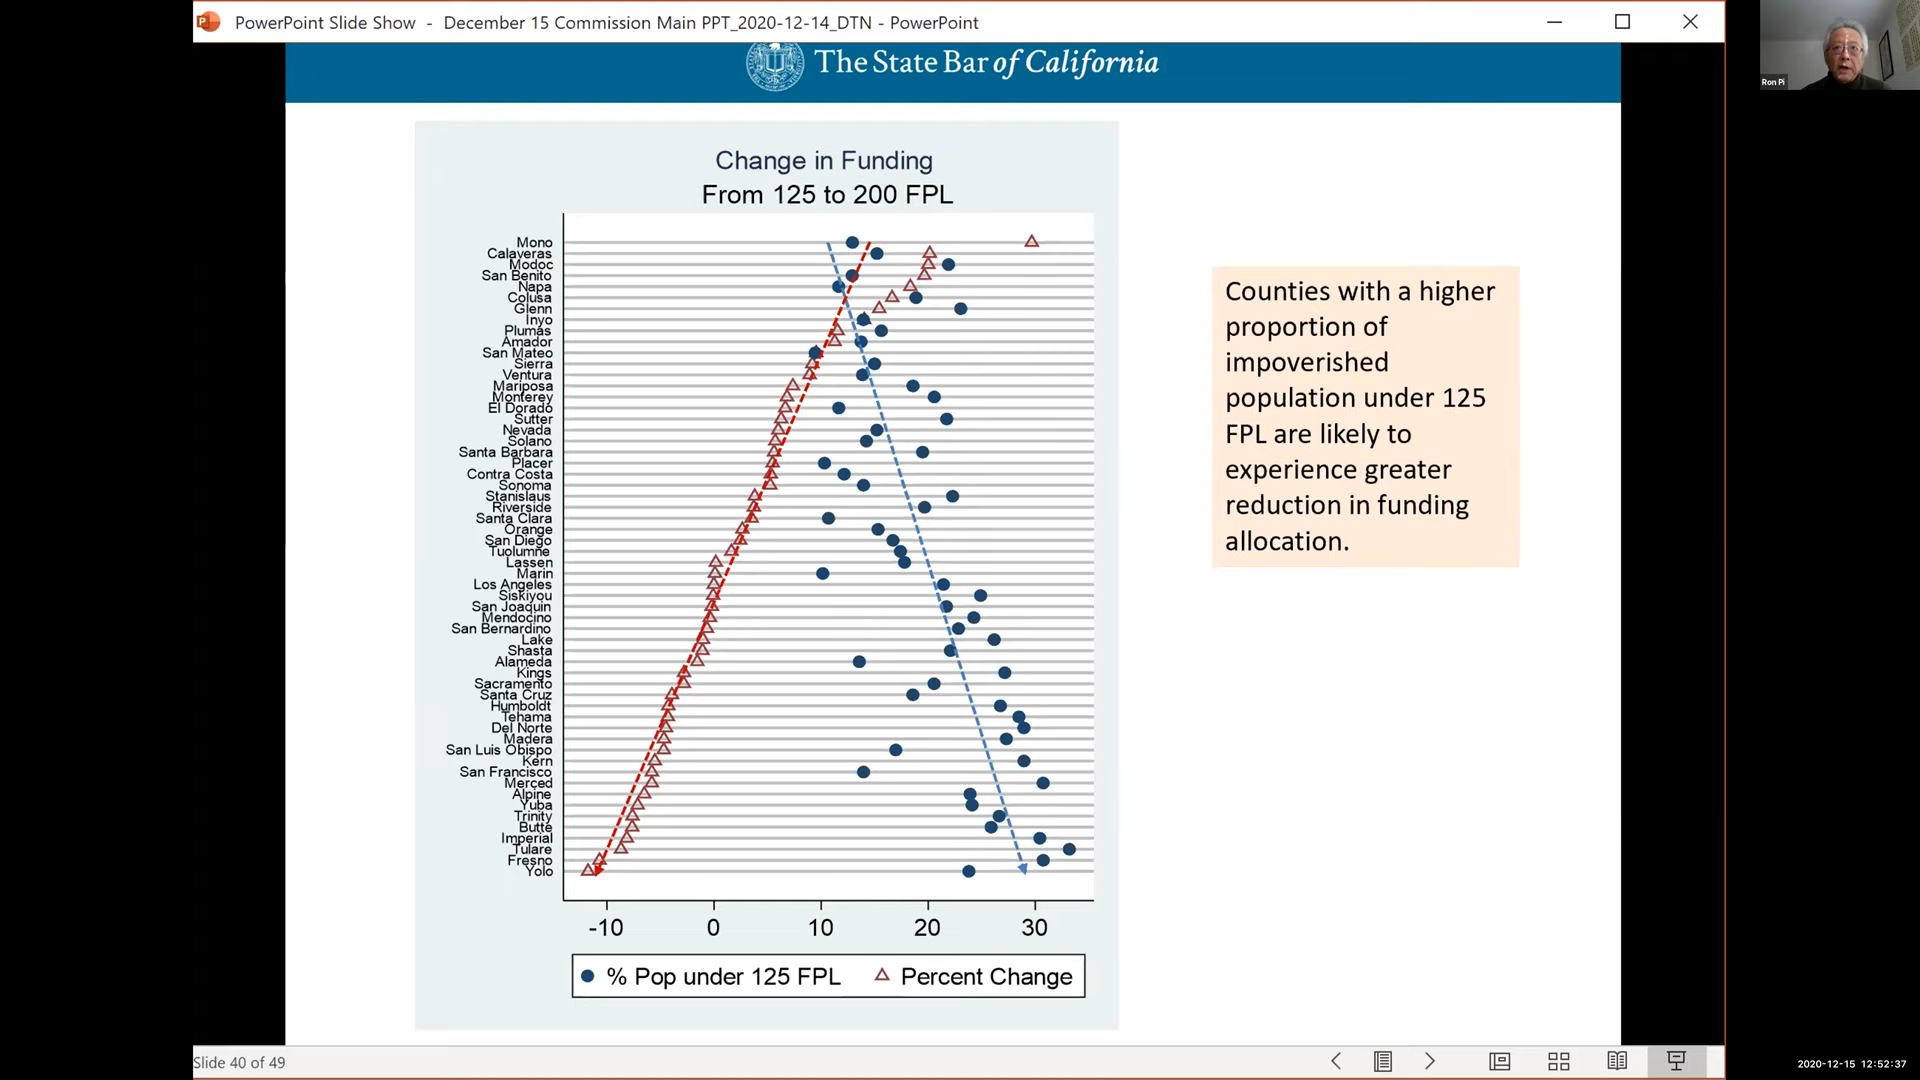 PowerPoint Slide Show - December 15 Commission Main PPT_2020-12-14_DTN - PowerPoint
The State Bar of California
Ron Pi
Change in Funding
From 125 to 200 FPL
Mono
Calaveras
Modoc
San Benito
Napa
Colusa
Glenn
Inyo
Plumas
Amador
San Mateo
Sierra
Ventura
Mariposa
Monterey
El Dorado
Sutter
Nevada
Solano
Santa Barbara
Placer
Contra Costa
Sonoma
Stanislaus
Riverside
Santa Clara
Orange
San Diego
Tuolumne
Lassen
Marin
Los Angeles
Siskiyou
San Joaquin
Mendocino
San Bernardino
Lake
Shasta
Alameda
Kings
Sacramento
Santa Cruz
Humboldt
Tehama
Del Norte
Madera
San Luis Obispo
Kern
San Francisco
Merced
Alpine
Yuba
Trinity
Butte
Imperial
Tulare
Fresno
Yolo
-10 0 10 20 30
% Pop under 125 FPL Percent Change
Counties with a higher
proportion of
impoverished
population under 125
FPL are likely to
experience greater
reduction in funding
allocation.
Slide 40 of 49
2020-12-15 12:52:37